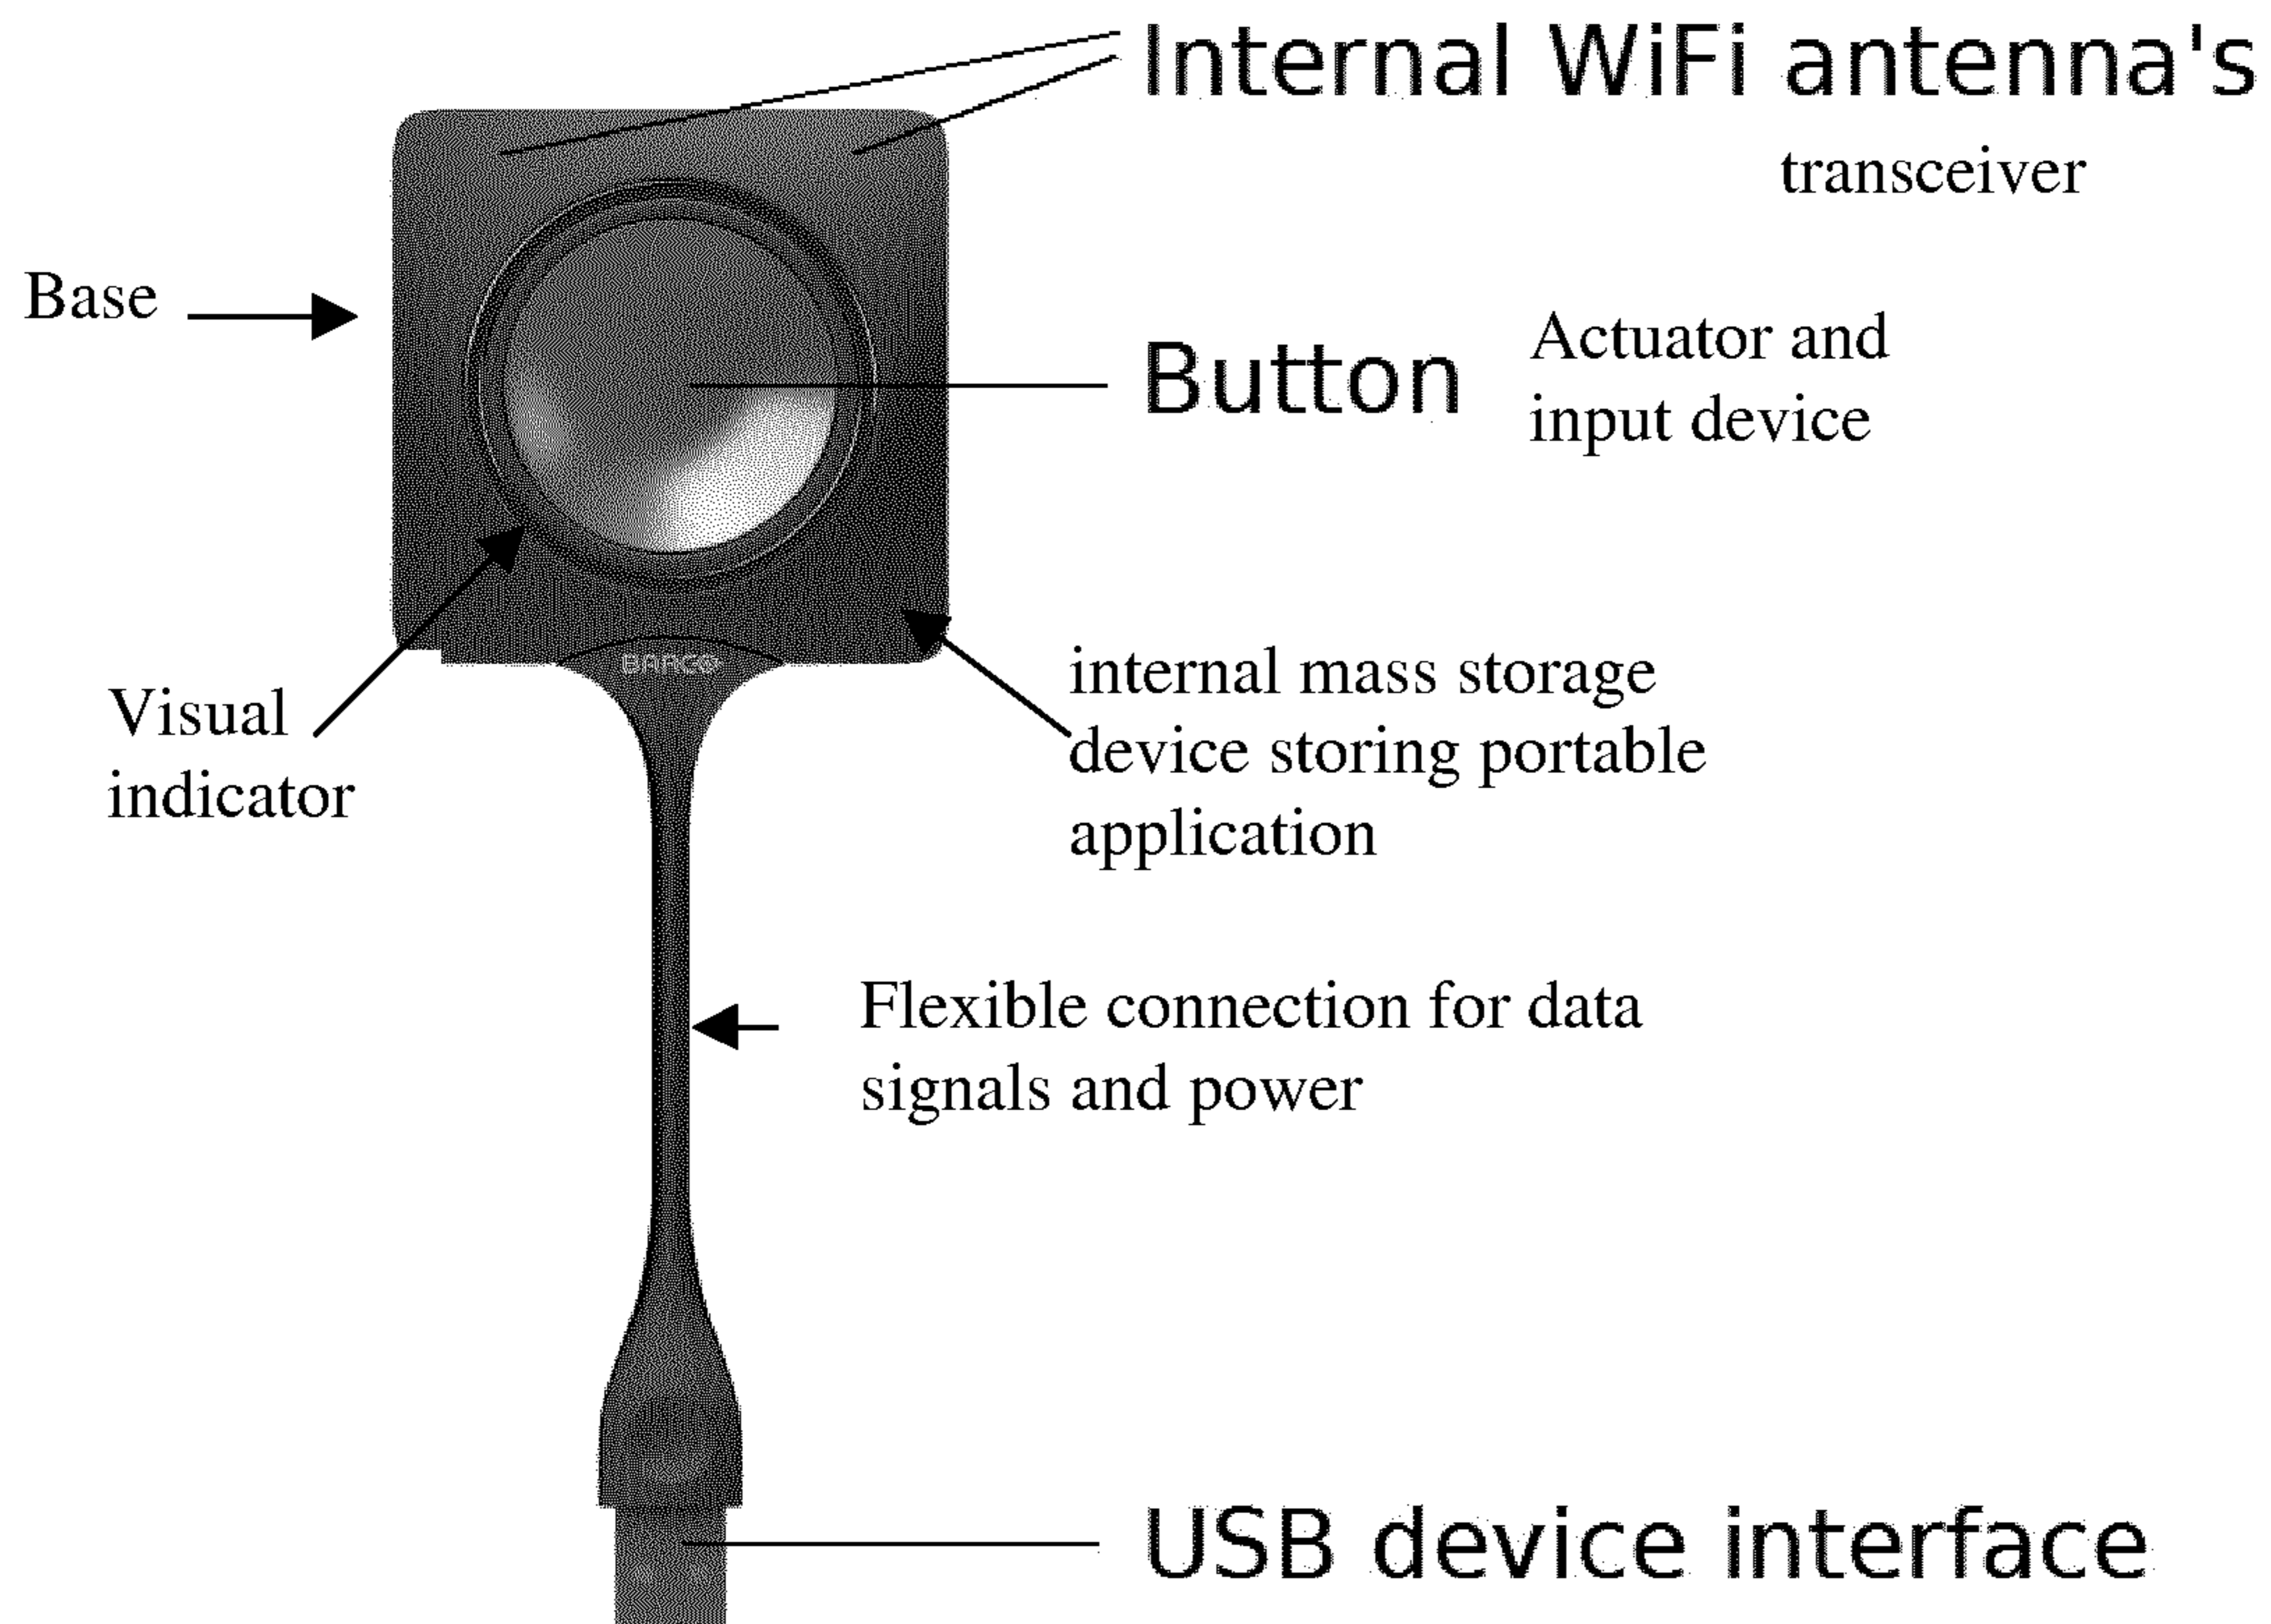 Internal WiFi antenna's
transceiver
Base
Button
Actuator and
input device
BARCO
Visual
indicator
internal mass storage
device storing portable
application
Flexible connection for data
signals and power
USB device interface